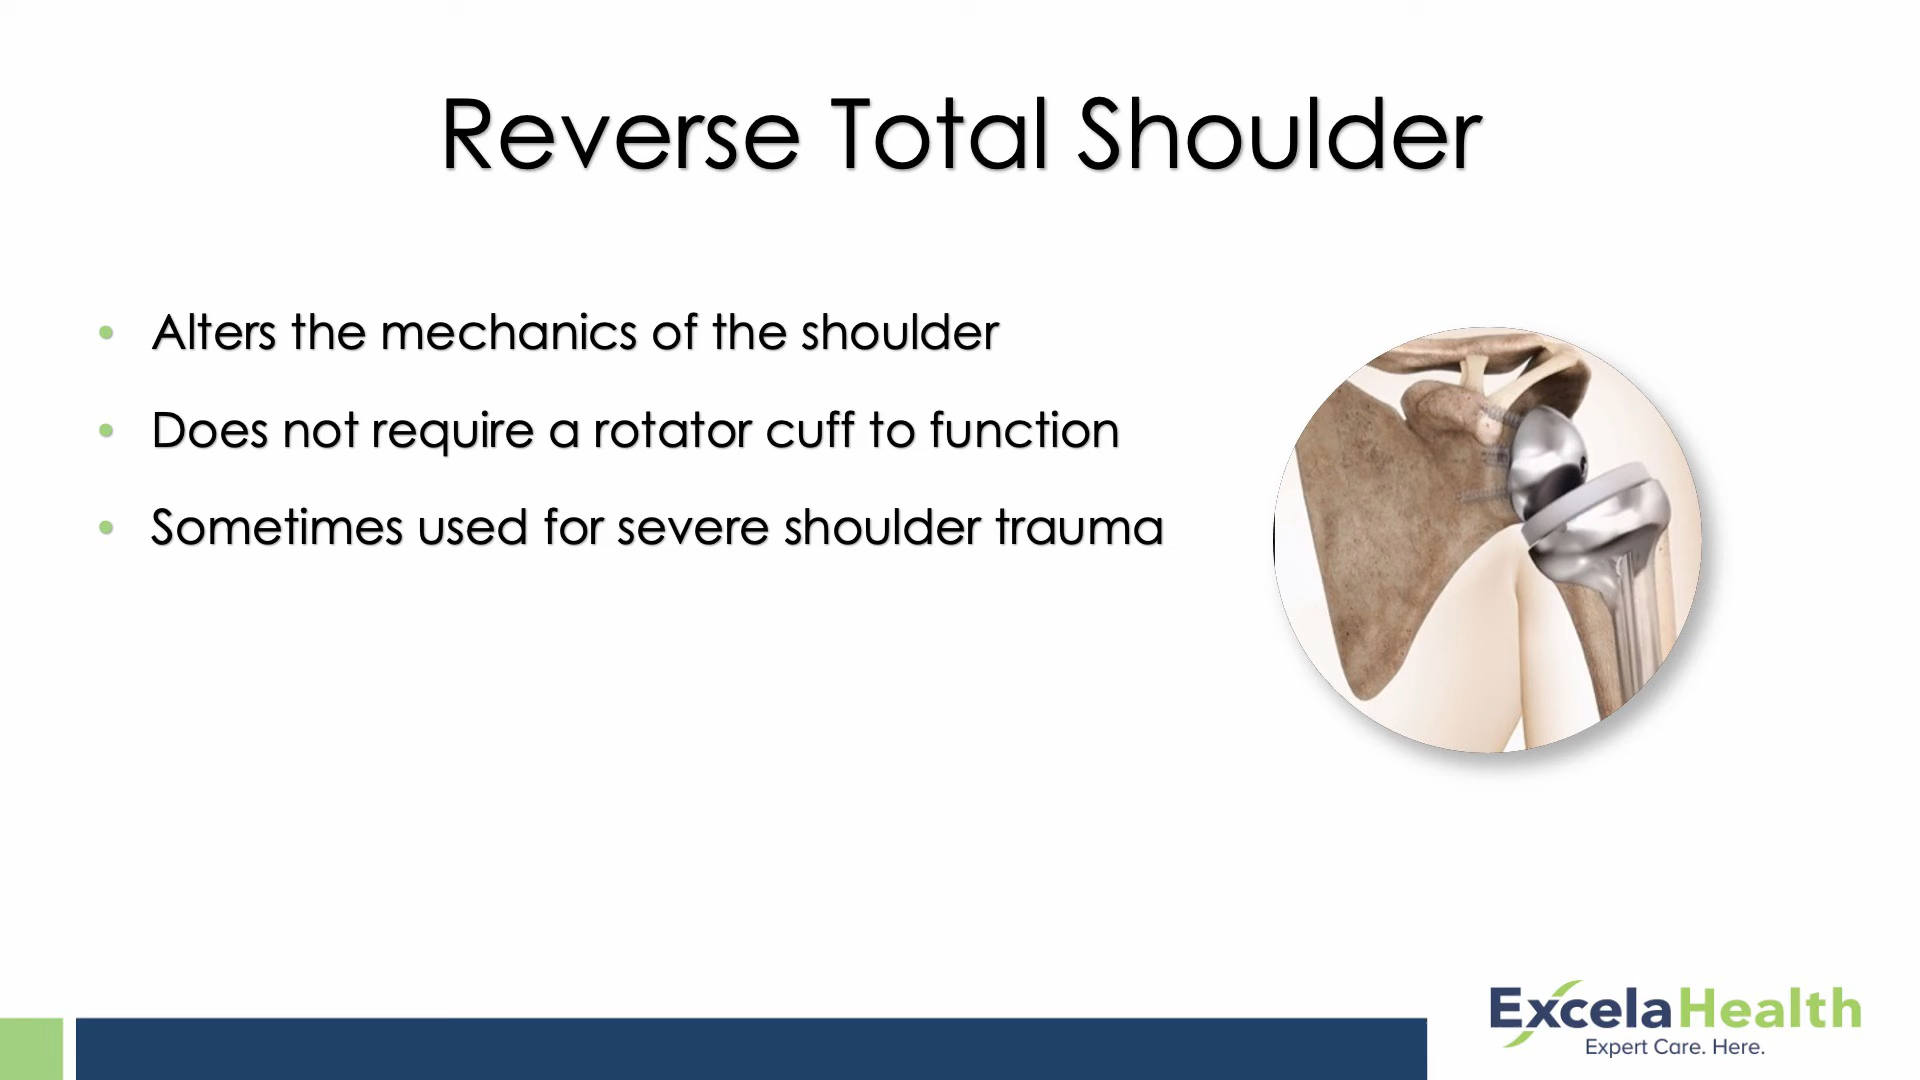 Reverse Total Shoulder
• Alters the mechanics of the shoulder
• Does not require a rotator cuff to function
• Sometimes used for severe shoulder trauma
ExcelaHealth
Expert Care. Here.